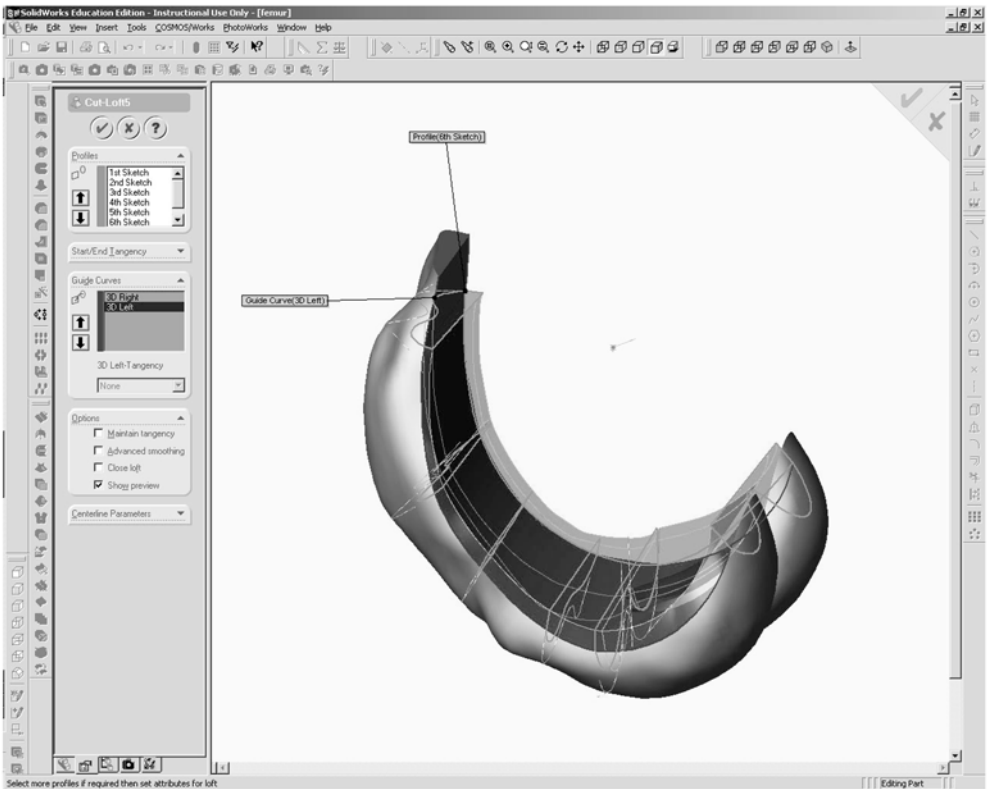 SolidWorks Education Edition - Instructional Use Only - [femur]
File Edit View Insert Tools COSMOS/Works PhotoWorks Window Help
Cut-Loft5
Profiles
1st Sketch
2nd Sketch
3rd Sketch
4th Sketch
5th Sketch
6th Sketch
Start/End Tangency
Guide Curves
3D Right
3D Left
3D Left-Tangency
None
Options
Maintain tangency
Advanced smoothing
Close loft
Show preview
Centerline Parameters
Profile(6th Sketch)
Guide Curve(3D Left)
Select more profiles if required then set attributes for loft
Editing Part